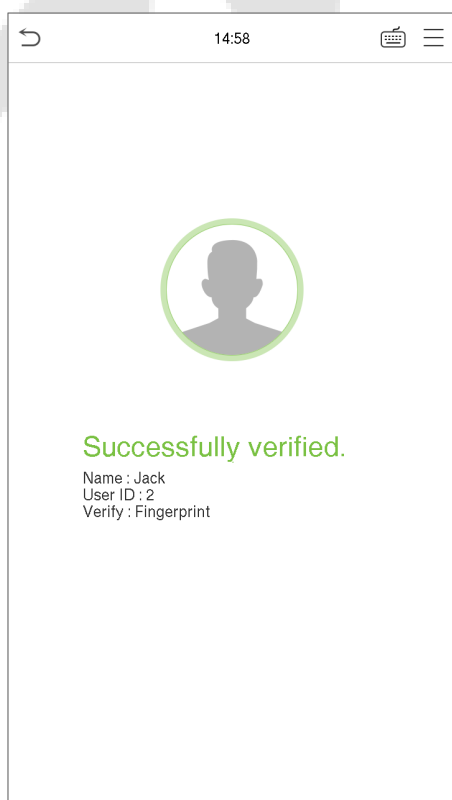 14:58
Successfully verified.
Name : Jack
User ID : 2
Verify : Fingerprint